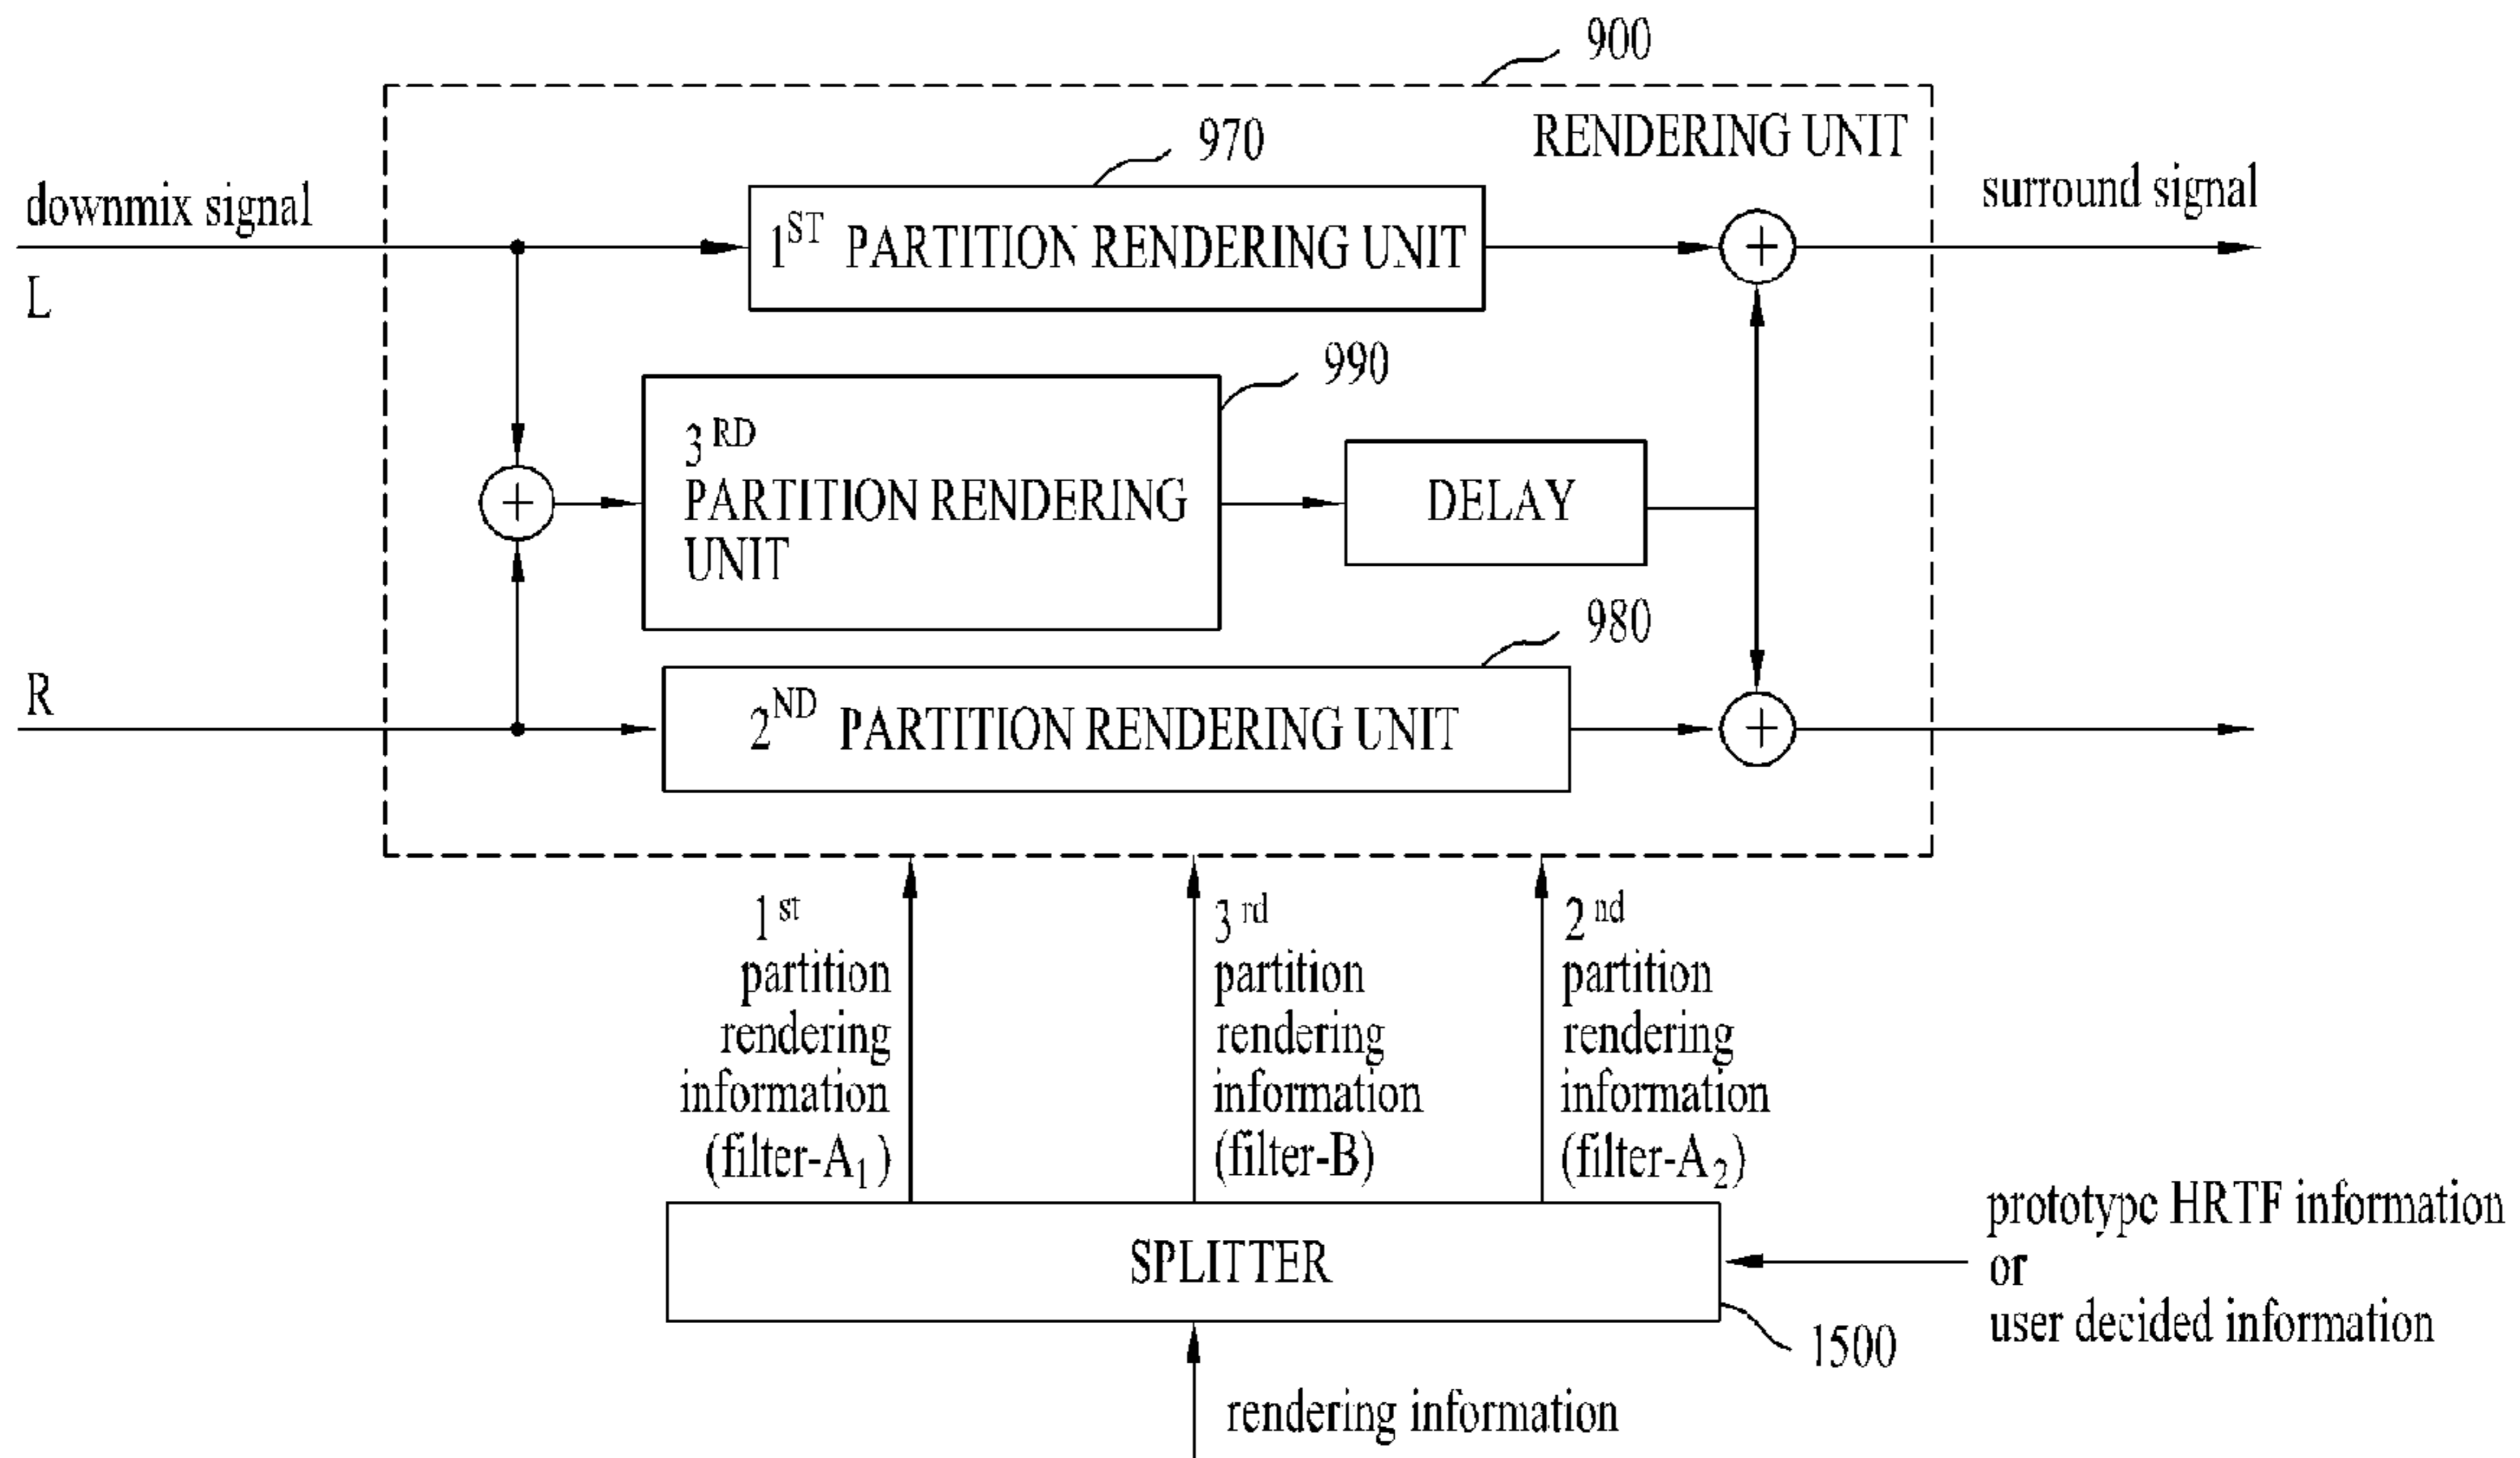 900
RENDERING UNIT
970
downmix signal
L
1ST PARTITION RENDERING UNIT
surround signal
990
3RD
PARTITION RENDERING
UNIT
DELAY
980
R
2ND PARTITION RENDERING UNIT
1st
partition
rendering
information
(filter-A1)
3rd
partition
rendering
information
(filter-B)
2nd
partition
rendering
information
(filter-A2)
SPLITTER
prototype HRTF information
or
user decided information
1500
rendering information